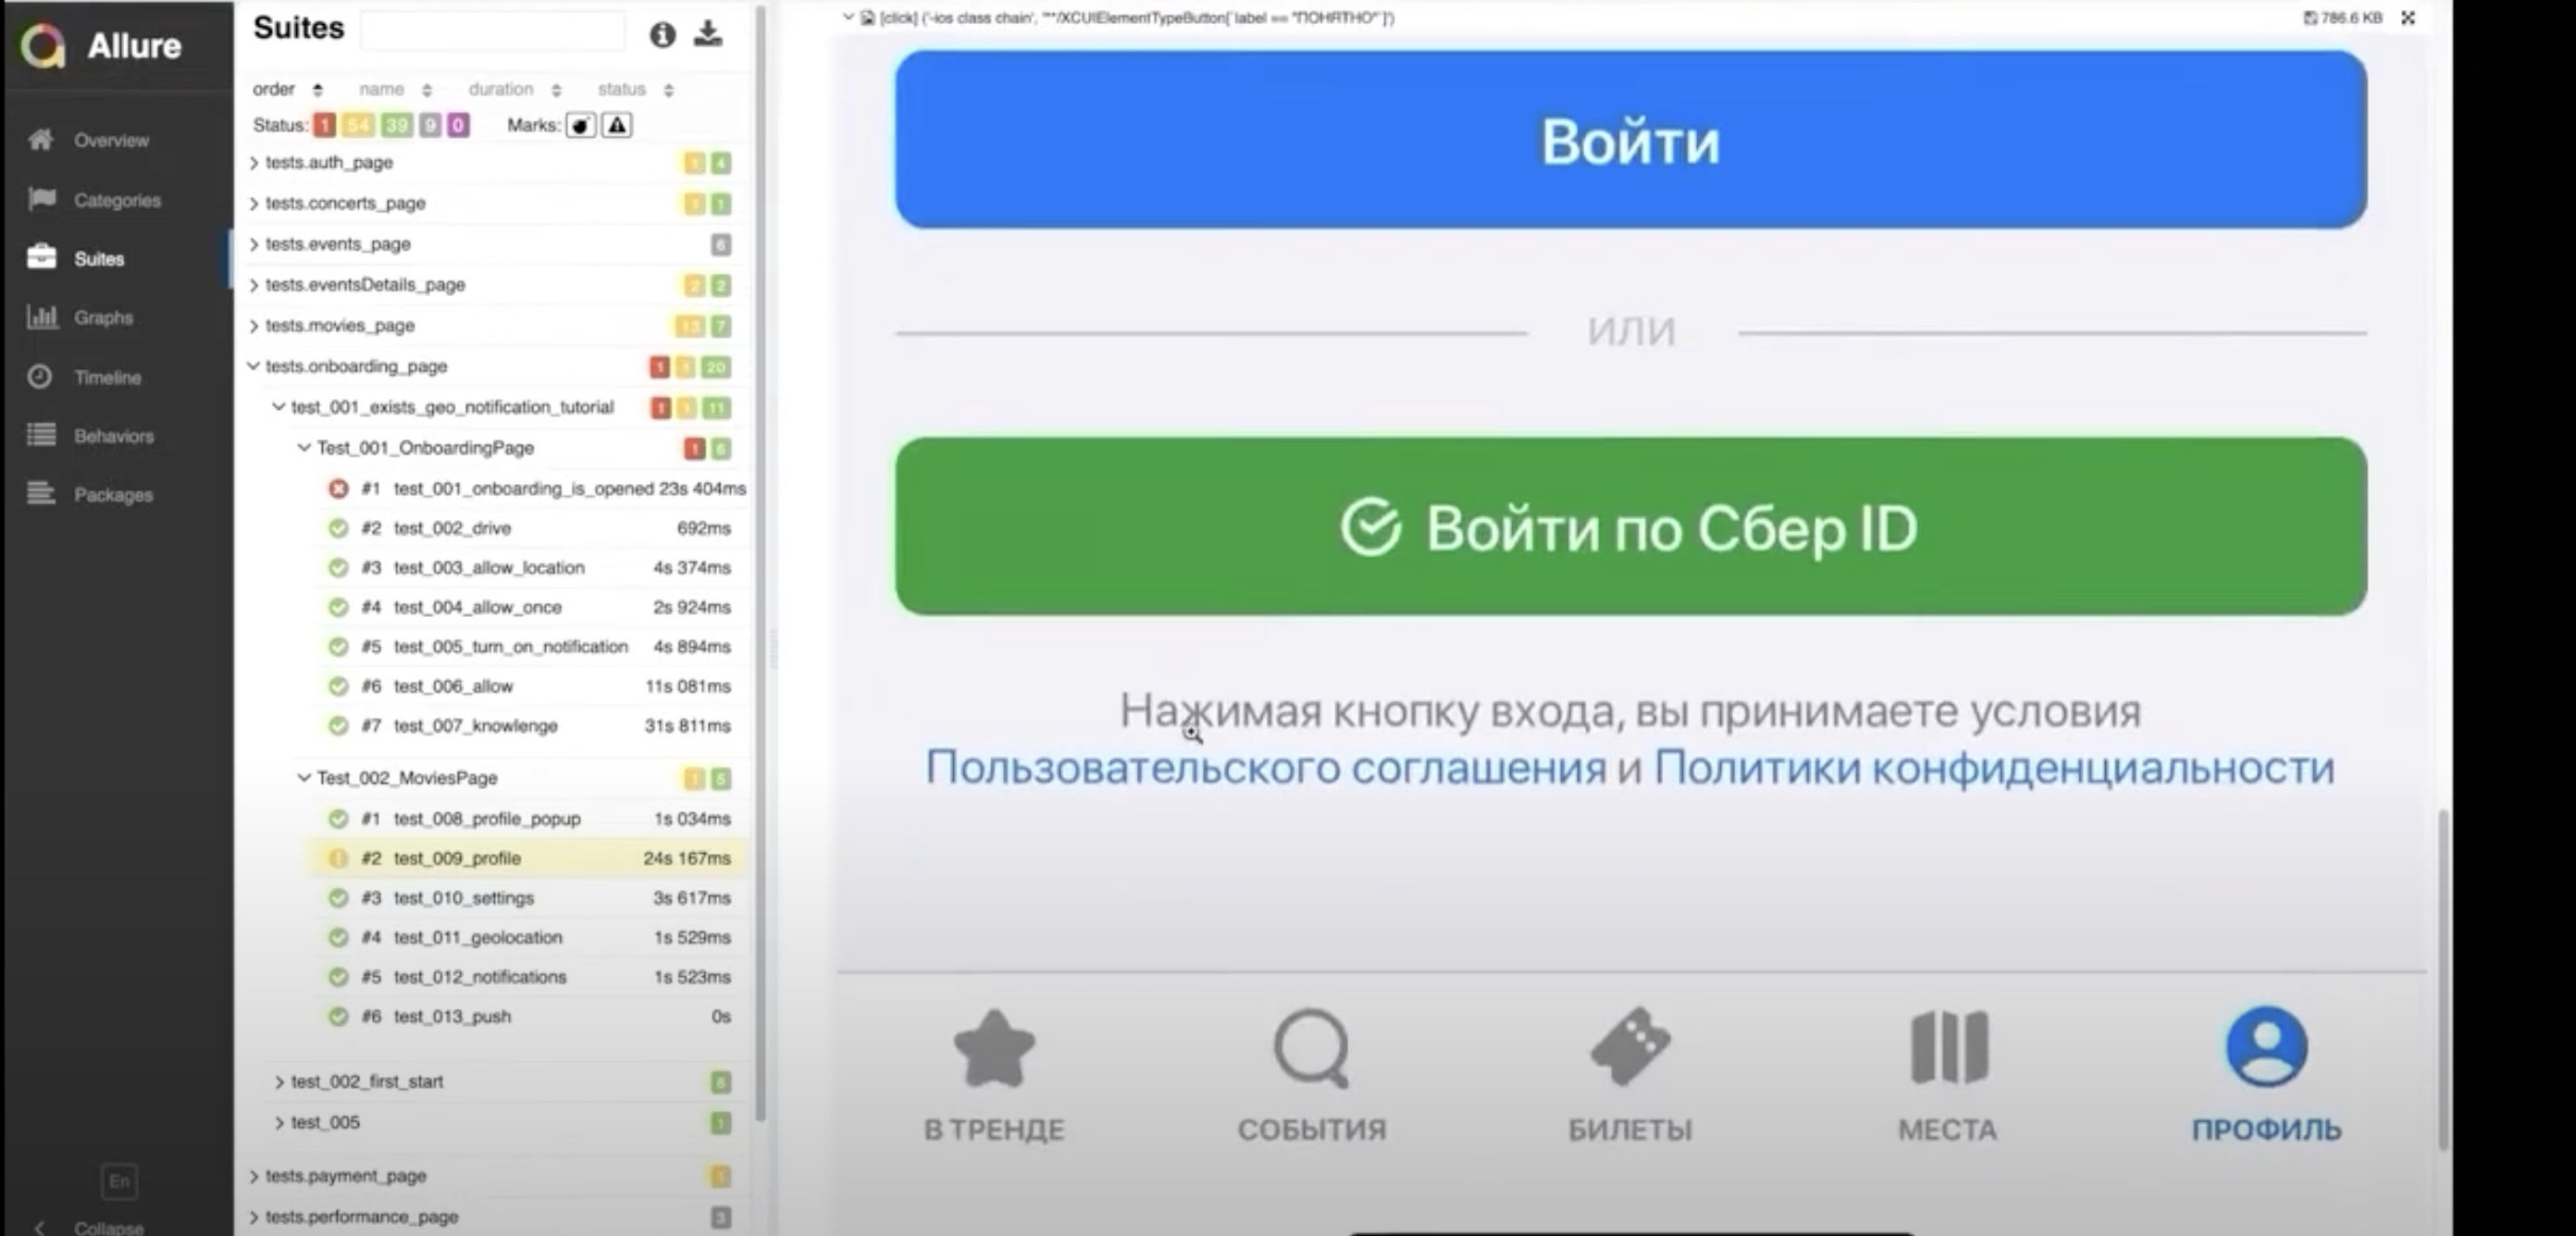 Allure
Overview
Categories
Suites
Graphs
Timeline
Behaviors
Packages
En
Collapse
Suites
order name duration status
Status: 1 54 39 9 0 Marks:
tests.auth_page 1 4
tests.concerts_page 1 1
tests.events_page 6
tests.eventsDetails_page 2 2
tests.movies_page 13 7
tests.onboarding_page 1 1 20
test_001_exists_geo_notification_tutorial 1 1 11
Test_001_OnboardingPage 1 6
#1 test_001_onboarding_is_opened 23s 404ms
#2 test_002_drive 692ms
#3 test_003_allow_location 4s 374ms
#4 test_004_allow_once 2s 924ms
#5 test_005_turn_on_notification 4s 894ms
#6 test_006_allow 11s 081ms
#7 test_007_knowlenge 31s 811ms
Test_002_MoviesPage 1 5
#1 test_008_profile_popup 1s 034ms
#2 test_009_profile 24s 167ms
#3 test_010_settings 3s 617ms
#4 test_011_geolocation 1s 529ms
#5 test_012_notifications 1s 523ms
#6 test_013_push 0s
test_002_first_start
test_005 1
tests.payment_page 1
tests.performance_page 3
[click] ('-ios class chain', '**/XCUIElementTypeButton[`label == "ПОНЯТНО"`]')
786.6 KB
Войти
ИЛИ
Войти по Сбер ID
Нажимая кнопку входа, вы принимаете условия
Пользовательского соглашения и Политики конфиденциальности
В ТРЕНДЕ СОБЫТИЯ БИЛЕТЫ МЕСТА ПРОФИЛЬ